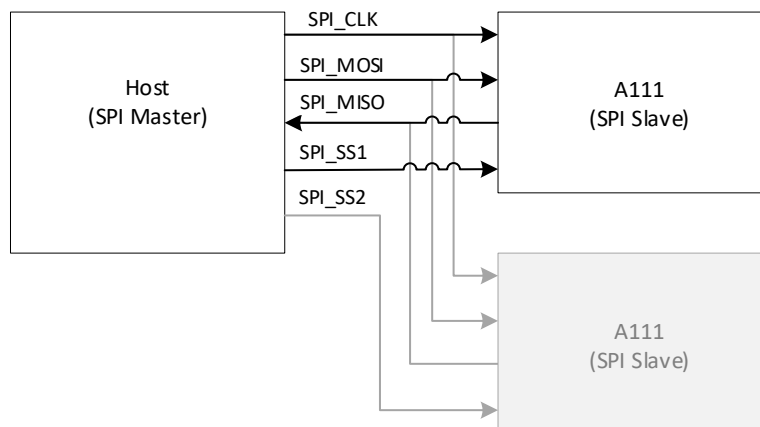 SPI_CLK
SPI_MOSI
Host
(SPI Master)
SPI_MISO
A111
(SPI Slave)
SPI_SS1
SPI_SS2
A111
(SPI Slave)